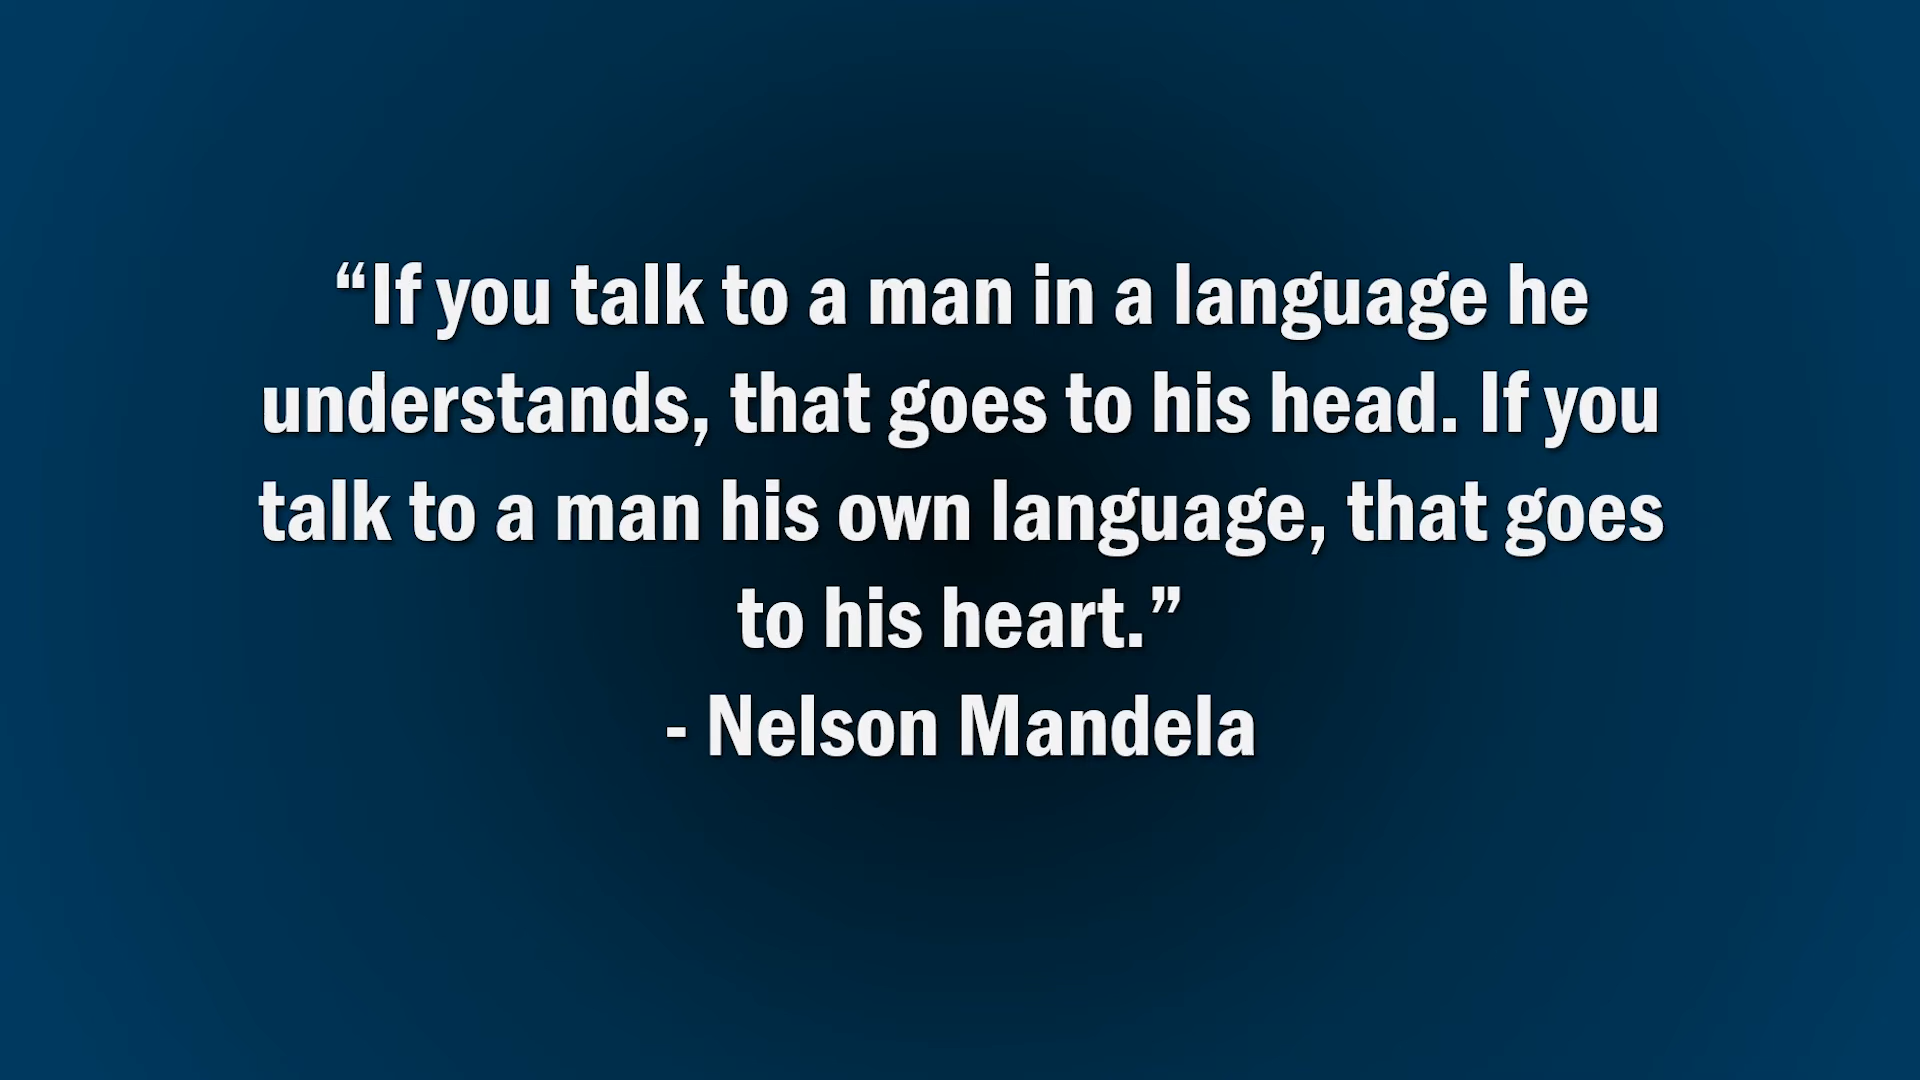 “If you talk to a man in a language he
understands, that goes to his head. If you
talk to a man his own language, that goes
to his heart.”
- Nelson Mandela